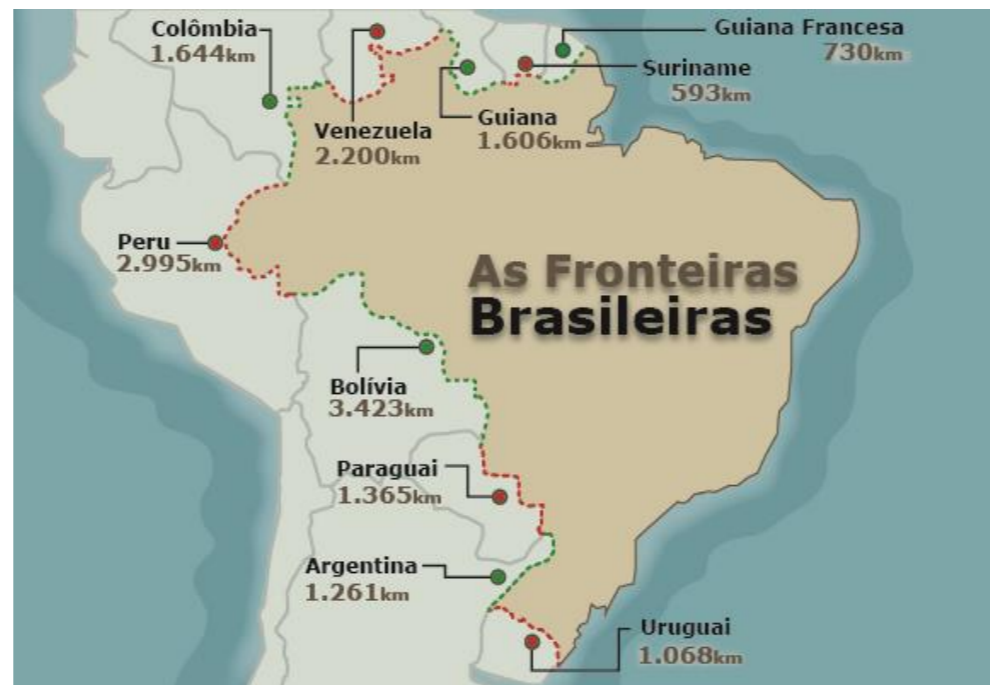 Colômbia
1.644km
Guiana Francesa
730km
Suriname
593km
Guiana
1.606km
Venezuela
2.200km
Peru
2.995km
As Fronteiras
Brasileiras
Bolívia
3.423km
Paraguai
1.365km
Argentina
1.261km
Uruguai
1.068km